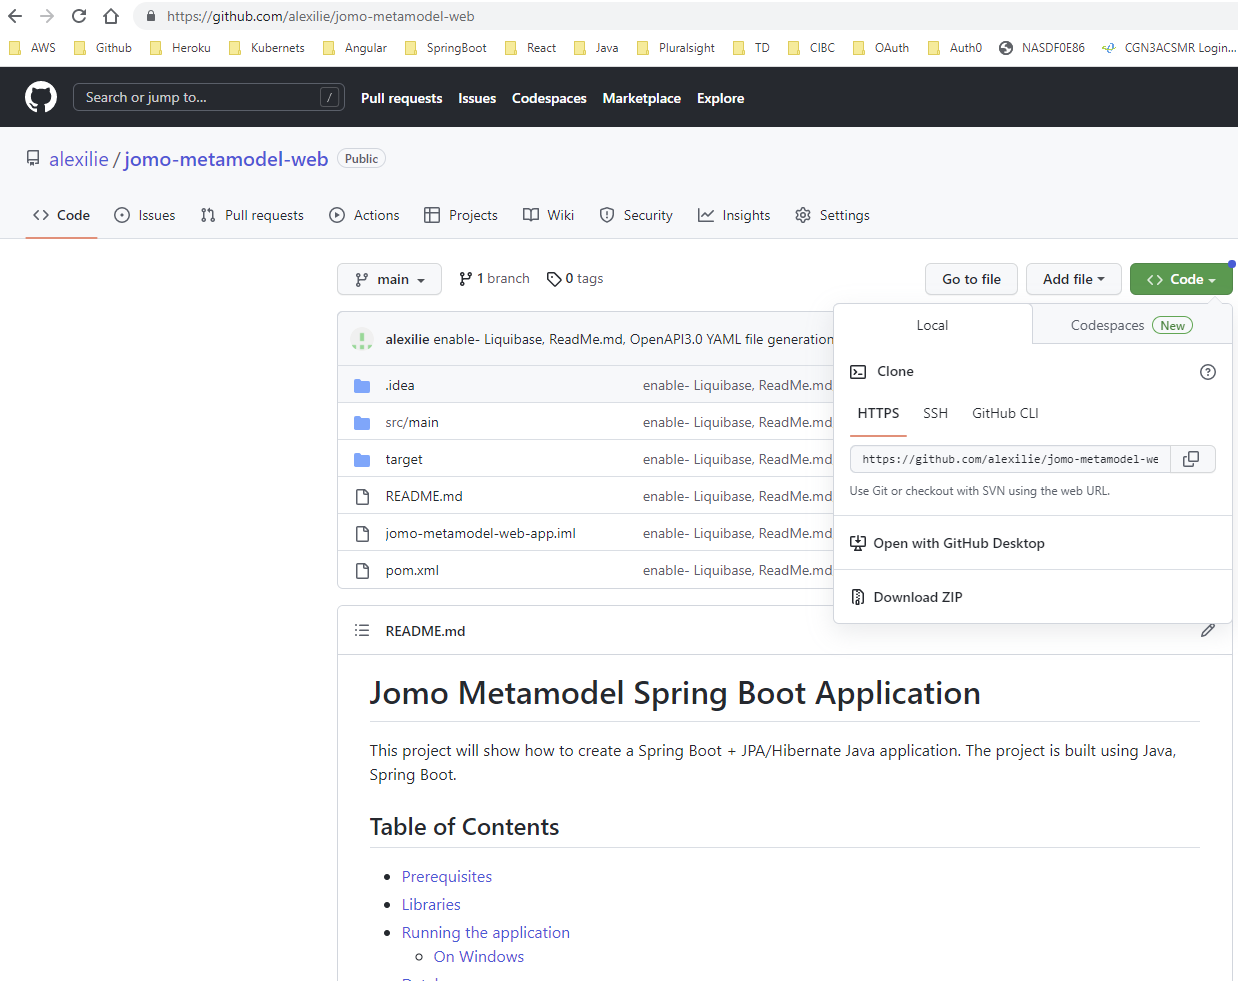 https://github.com/alexilie/jomo-metamodel-web
AWS Github Heroku Kubernets Angular SpringBoot React Java Pluralsight TD CIBC OAuth Auth0 NASDF0E86 CGN3ACSMR Login...
Search or jump to... / Pull requests Issues Codespaces Marketplace Explore
alexilie / jomo-metamodel-web Public
Code Issues Pull requests Actions Projects Wiki Security Insights Settings
main 1 branch 0 tags Go to file Add file Code
Local Codespaces New
alexilie enable- Liquibase, ReadMe.md, OpenAPI3.0 YAML file generation
Clone
.idea enable- Liquibase, ReadMe.md
HTTPS SSH GitHub CLI
src/main enable- Liquibase, ReadMe.md
https://github.com/alexilie/jomo-metamodel-we
target enable- Liquibase, ReadMe.md
Use Git or checkout with SVN using the web URL.
README.md enable- Liquibase, ReadMe.md
jomo-metamodel-web-app.iml enable- Liquibase, ReadMe.md
Open with GitHub Desktop
pom.xml enable- Liquibase, ReadMe.md
Download ZIP
README.md
Jomo Metamodel Spring Boot Application
This project will show how to create a Spring Boot + JPA/Hibernate Java application. The project is built using Java,
Spring Boot.
Table of Contents
Prerequisites
Libraries
Running the application
On Windows